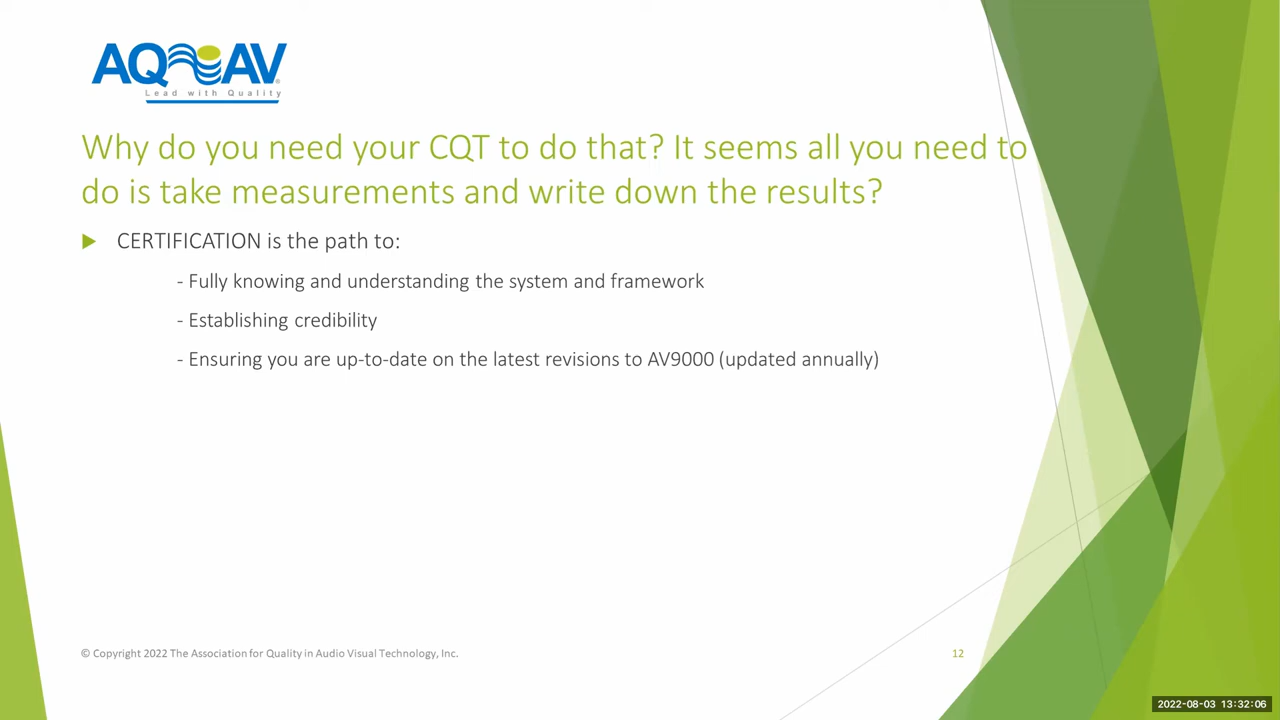 AQAV
Lead with Quality
Why do you need your CQT to do that? It seems all you need to
do is take measurements and write down the results?
CERTIFICATION is the path to:
- Fully knowing and understanding the system and framework
- Establishing credibility
- Ensuring you are up-to-date on the latest revisions to AV9000 (updated annually)
© Copyright 2022 The Association for Quality in Audio Visual Technology, Inc.
12
2022-08-03 13:32:06